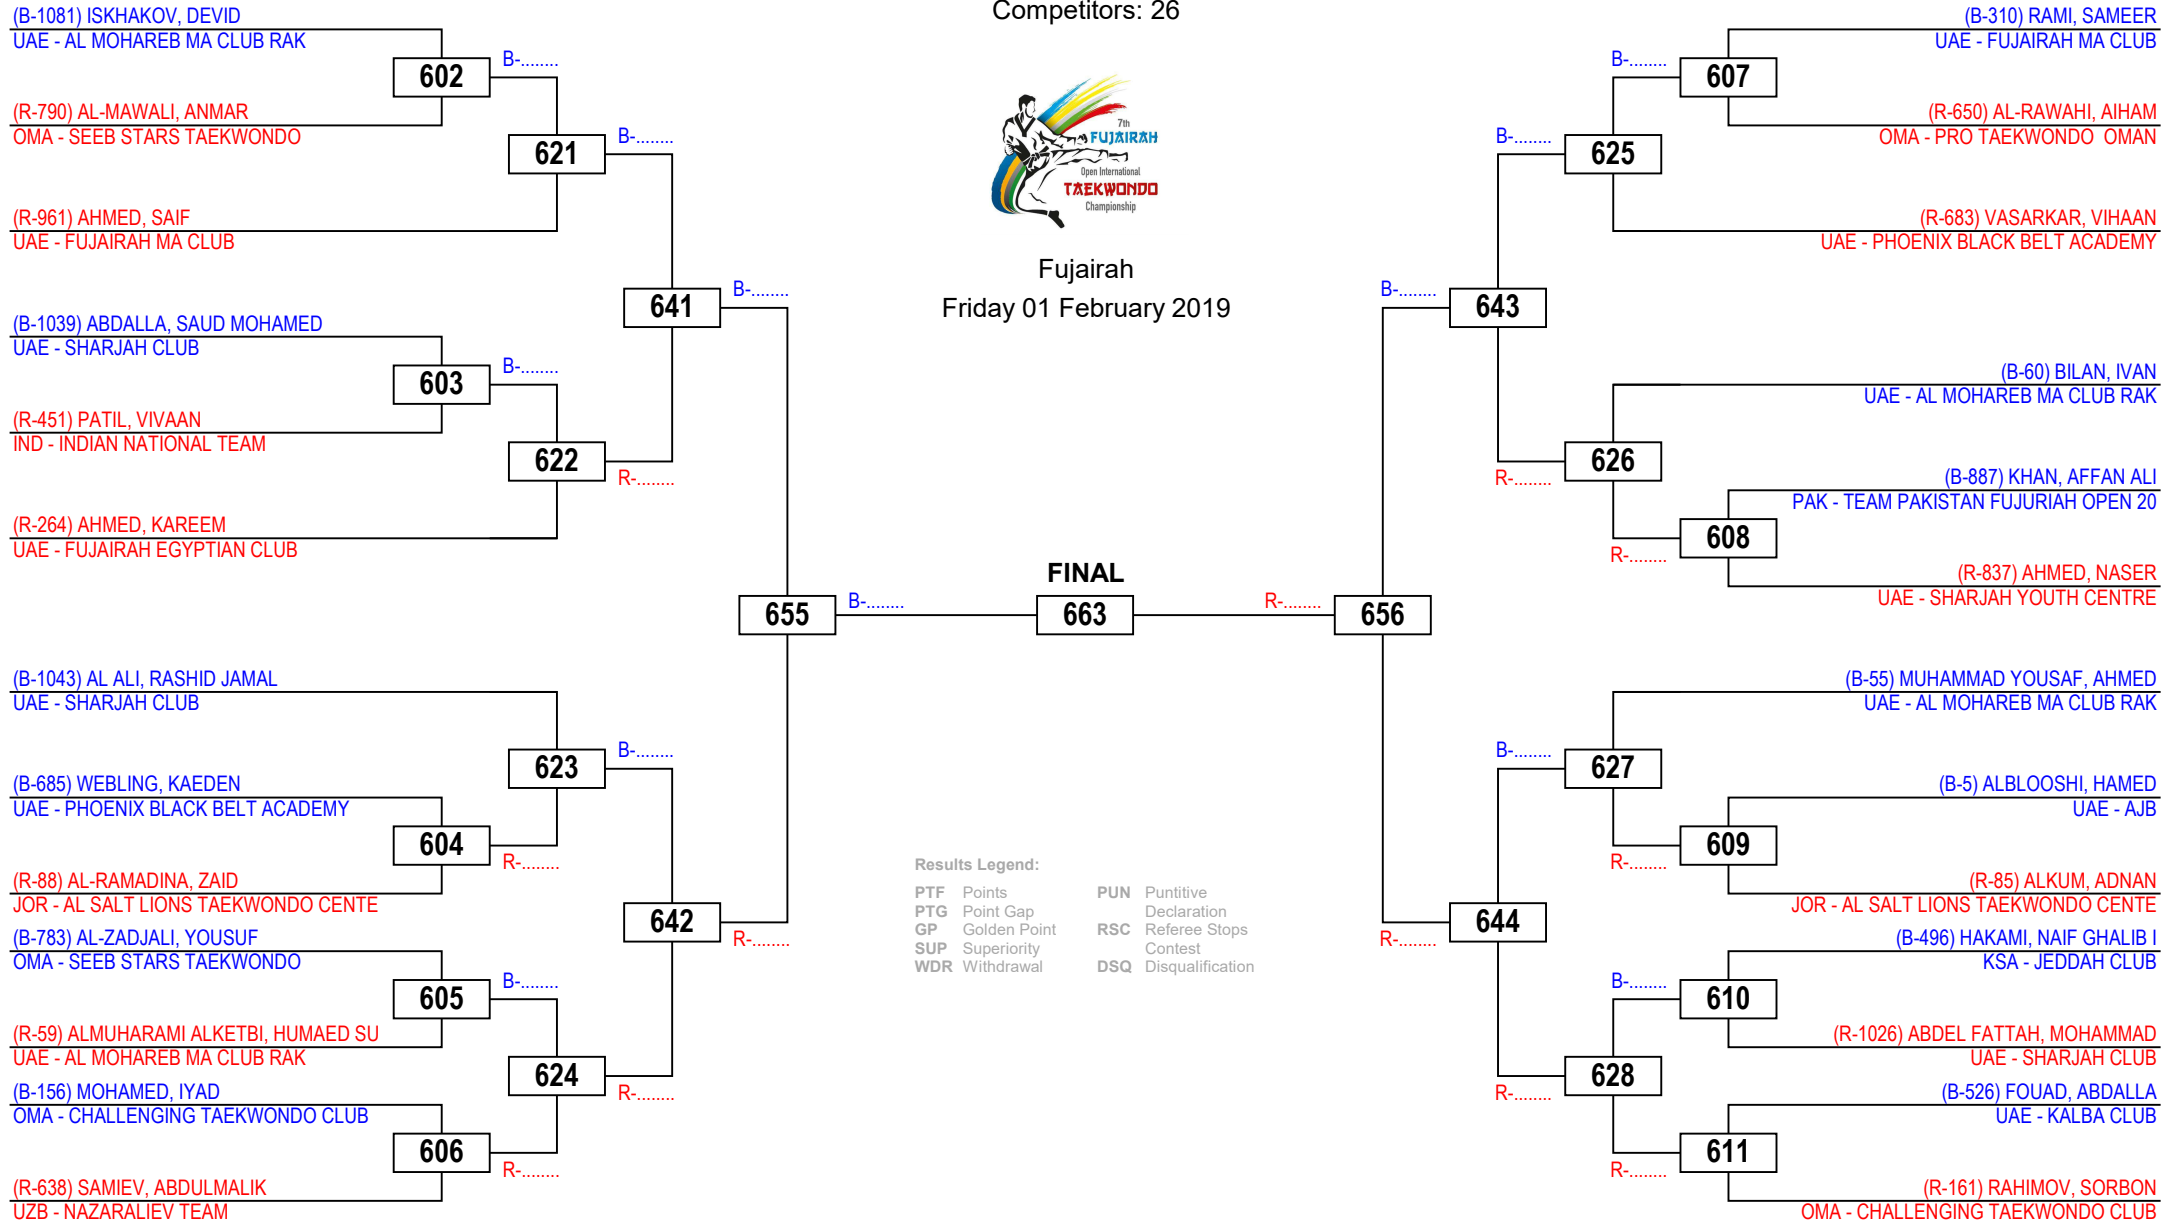 Competitors: 26
7th
FUJAIRAH
Open International
TAEKWONDO
Championship
Fujairah
Friday 01 February 2019
(B-1081) ISKHAKOV, DEVID
UAE - AL MOHAREB MA CLUB RAK
602
B-........
(R-790) AL-MAWALI, ANMAR
OMA - SEEB STARS TAEKWONDO
621
B-........
(R-961) AHMED, SAIF
UAE - FUJAIRAH MA CLUB
641
B-........
(B-1039) ABDALLA, SAUD MOHAMED
UAE - SHARJAH CLUB
603
B-........
(R-451) PATIL, VIVAAN
IND - INDIAN NATIONAL TEAM
622
R-........
(R-264) AHMED, KAREEM
UAE - FUJAIRAH EGYPTIAN CLUB
655
B-........
FINAL
663
R-........
656
(B-1043) AL ALI, RASHID JAMAL
UAE - SHARJAH CLUB
623
B-........
(B-685) WEBLING, KAEDEN
UAE - PHOENIX BLACK BELT ACADEMY
604
R-........
(R-88) AL-RAMADINA, ZAID
JOR - AL SALT LIONS TAEKWONDO CENTE
642
R-........
(B-783) AL-ZADJALI, YOUSUF
OMA - SEEB STARS TAEKWONDO
605
B-........
(R-59) ALMUHARAMI ALKETBI, HUMAED SU
UAE - AL MOHAREB MA CLUB RAK
624
R-........
(B-156) MOHAMED, IYAD
OMA - CHALLENGING TAEKWONDO CLUB
606
R-........
(R-638) SAMIEV, ABDULMALIK
UZB - NAZARALIEV TEAM
Results Legend:
PTF Points
PTG Point Gap
GP Golden Point
SUP Superiority
WDR Withdrawal
PUN Puntitive
Declaration
RSC Referee Stops
Contest
DSQ Disqualification
(B-310) RAMI, SAMEER
UAE - FUJAIRAH MA CLUB
B-........
607
(R-650) AL-RAWAHI, AIHAM
OMA - PRO TAEKWONDO OMAN
B-........
625
(R-683) VASARKAR, VIHAAN
UAE - PHOENIX BLACK BELT ACADEMY
B-........
643
(B-60) BILAN, IVAN
UAE - AL MOHAREB MA CLUB RAK
R-........
626
(B-887) KHAN, AFFAN ALI
PAK - TEAM PAKISTAN FUJURIAH OPEN 20
R-........
608
(R-837) AHMED, NASER
UAE - SHARJAH YOUTH CENTRE
(B-55) MUHAMMAD YOUSAF, AHMED
UAE - AL MOHAREB MA CLUB RAK
B-........
627
(B-5) ALBLOOSHI, HAMED
UAE - AJB
R-........
609
(R-85) ALKUM, ADNAN
JOR - AL SALT LIONS TAEKWONDO CENTE
R-........
644
(B-496) HAKAMI, NAIF GHALIB I
KSA - JEDDAH CLUB
B-........
610
(R-1026) ABDEL FATTAH, MOHAMMAD
UAE - SHARJAH CLUB
R-........
628
(B-526) FOUAD, ABDALLA
UAE - KALBA CLUB
R-........
611
(R-161) RAHIMOV, SORBON
OMA - CHALLENGING TAEKWONDO CLUB